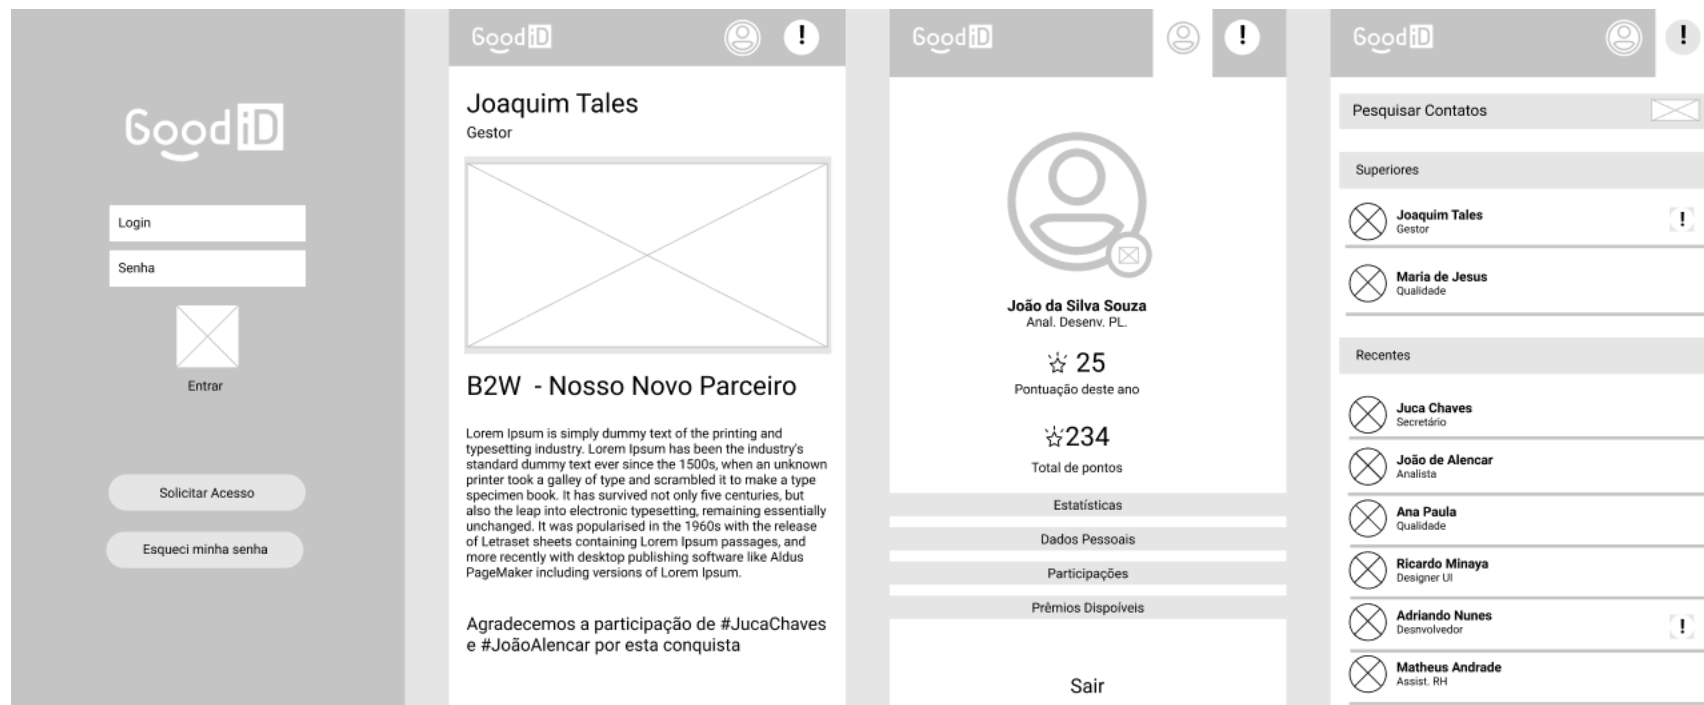 Good iD
Login
Senha
Entrar
Solicitar Acesso
Esqueci minha senha
Good iD
!
Joaquim Tales
Gestor
B2W - Nosso Novo Parceiro
Lorem Ipsum is simply dummy text of the printing and
typesetting industry. Lorem Ipsum has been the industry's
standard dummy text ever since the 1500s, when an unknown
printer took a galley of type and scrambled it to make a type
specimen book. It has survived not only five centuries, but
also the leap into electronic typesetting, remaining essentially
unchanged. It was popularised in the 1960s with the release
of Letraset sheets containing Lorem Ipsum passages, and
more recently with desktop publishing software like Aldus
PageMaker including versions of Lorem Ipsum.
Agradecemos a participação de #JucaChaves
e #JoãoAlencar por esta conquista
Good iD
!
João da Silva Souza
Anal. Desenv. PL.
25
Pontuação deste ano
234
Total de pontos
Estatísticas
Dados Pessoais
Participações
Prêmios Dispoíveis
Sair
Good iD
!
Pesquisar Contatos
Superiores
Joaquim Tales
Gestor
!
Maria de Jesus
Qualidade
Recentes
Juca Chaves
Secretário
João de Alencar
Analista
Ana Paula
Qualidade
Ricardo Minaya
Designer UI
Adriando Nunes
Desnvolvedor
!
Matheus Andrade
Assist. RH